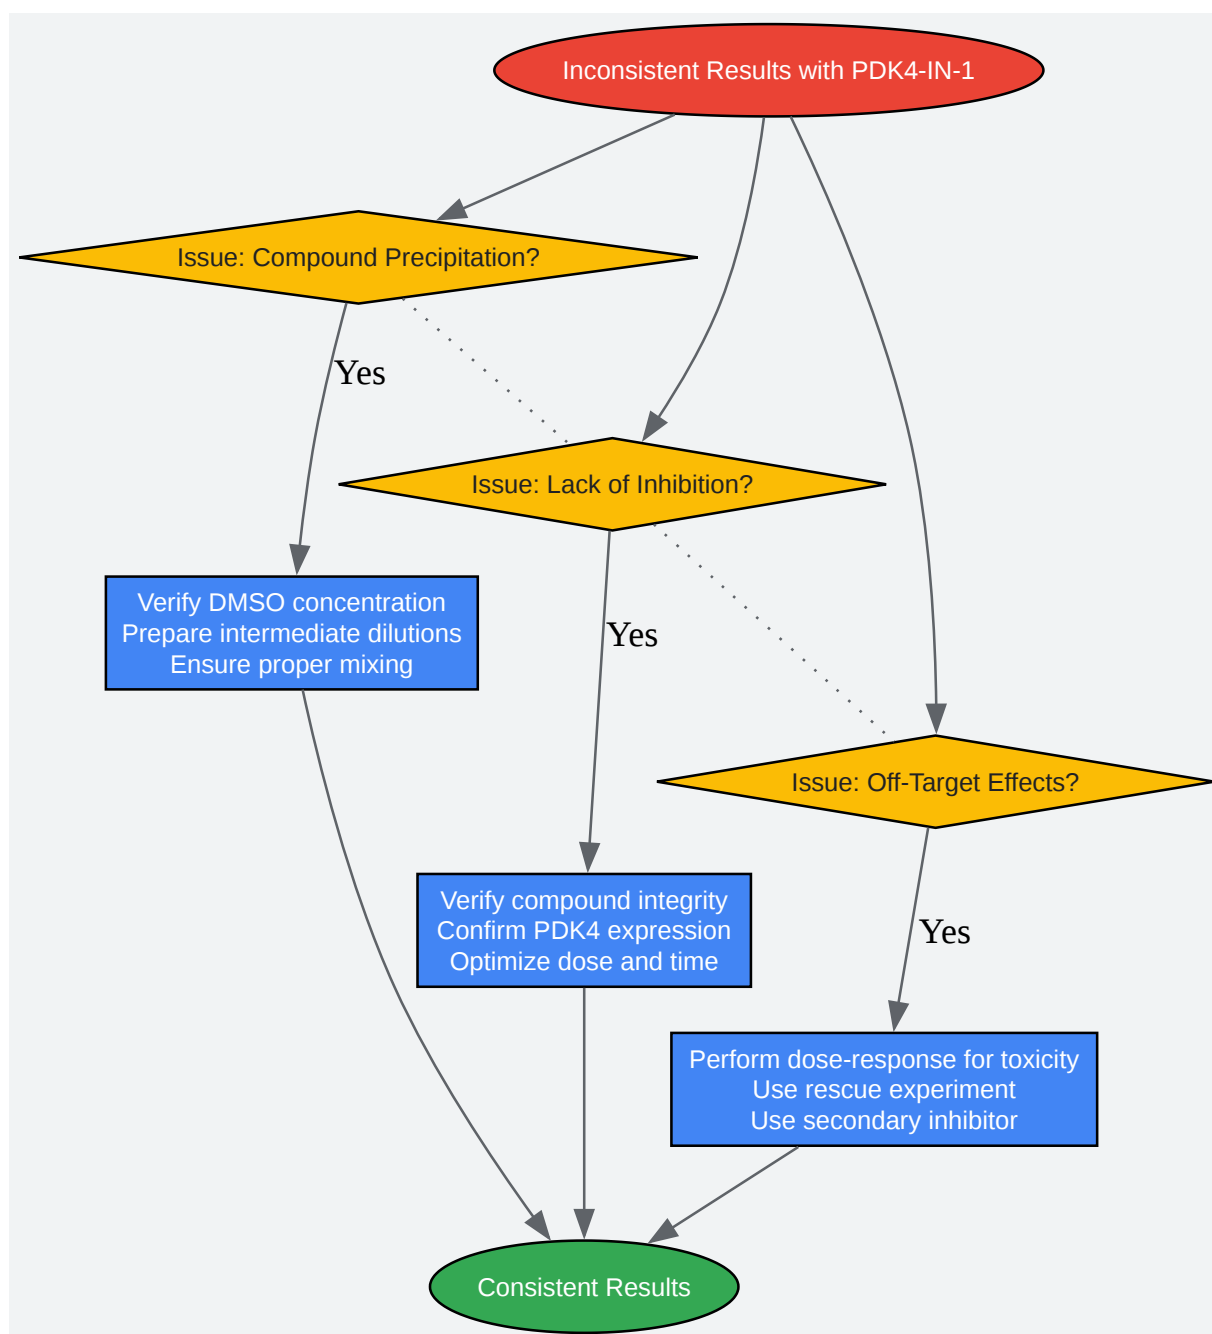 Inconsistent Results with PDK4-IN-1
Issue: Compound Precipitation?
Yes
Issue: Lack of Inhibition?
Verify DMSO concentration
Prepare intermediate dilutions
Ensure proper mixing
Yes
Issue: Off-Target Effects?
Verify compound integrity
Confirm PDK4 expression
Optimize dose and time
Yes
Perform dose-response for toxicity
Use rescue experiment
Use secondary inhibitor
Consistent Results